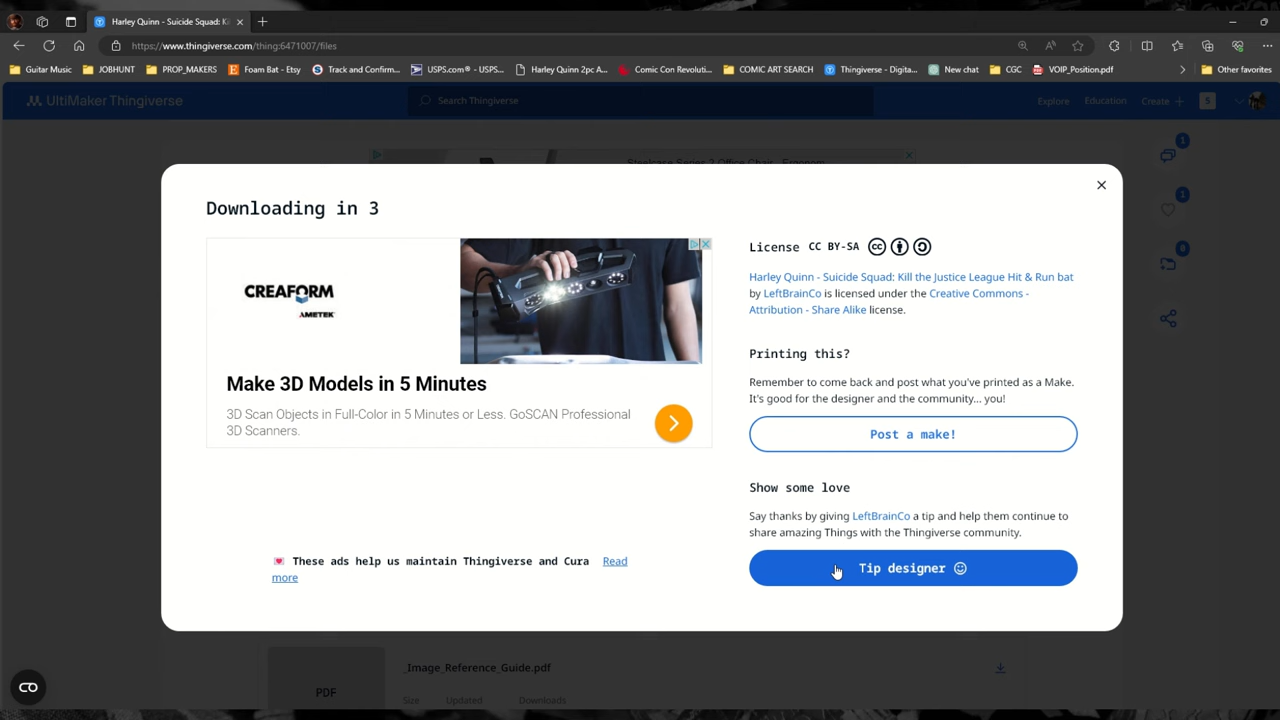 Harley Quinn - Suicide Squad: Ki
https://www.thingiverse.com/thing:6471007/files
Guitar Music
JOBHUNT
PROP_MAKERS
Foam Bat - Etsy
Track and Confirm...
USPS.com® - USPS...
Harley Quinn 2pc A...
Comic Con Revoluti...
COMIC ART SEARCH
Thingiverse - Digita...
New chat
CGC
VOIP_Position.pdf
Other favorites
UltiMaker Thingiverse
Search Thingiverse
Explore
Education
Create +
S
1
Steelcase Series 2 Office Chair - Ergonom
Downloading in 3
License CC BY-SA
CREAFORM
AMETEK
Make 3D Models in 5 Minutes
3D Scan Objects in Full-Color in 5 Minutes or Less. GoSCAN Professional
3D Scanners.
Harley Quinn - Suicide Squad: Kill the Justice League Hit & Run bat
by LeftBrainCo is licensed under the Creative Commons -
Attribution - Share Alike license.
1
0
Printing this?
Remember to come back and post what you've printed as a Make.
It's good for the designer and the community... you!
Post a make!
Show some love
Say thanks by giving LeftBrainCo a tip and help them continue to
share amazing Things with the Thingiverse community.
Tip designer
These ads help us maintain Thingiverse and Cura Read
more
PDF
_Image_Reference_Guide.pdf
Size
Updated
Downloads